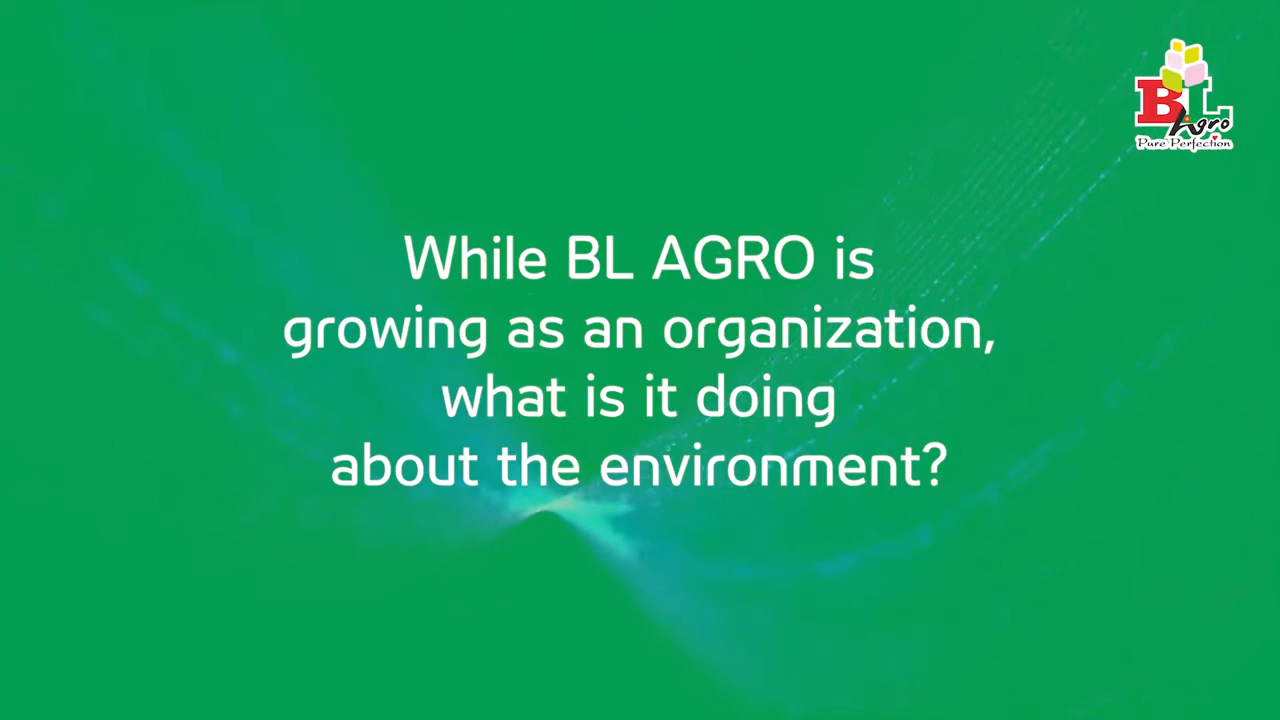 BL
Agro
Pure Perfection
While BL AGRO is
growing as an organization,
what is it doing
about the environment?